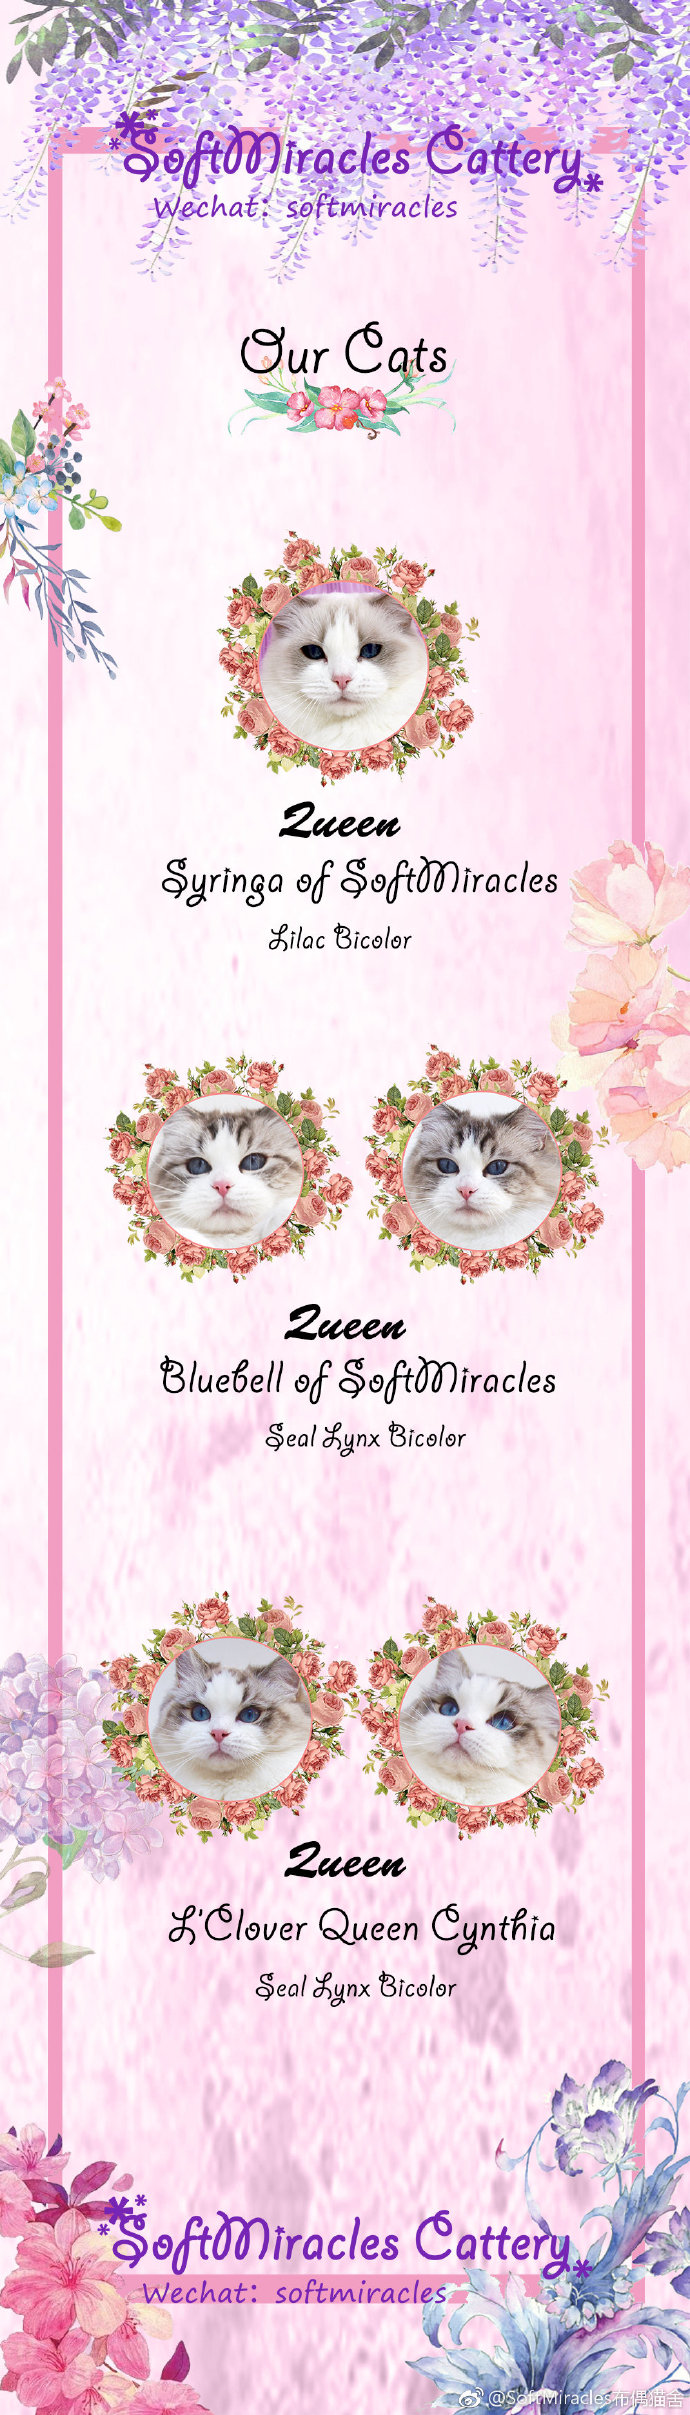 SoftMiracles Cattery
Wechat：softmiracles
Our Cats
Queen
Syringa of SoftMiracles
Lilac Bicolor
Queen
Bluebell of SoftMiracles
Seal Lynx Bicolor
Queen
L'Clover Queen Cynthia
Seal Lynx Bicolor
SoftMiracles Cattery
Wechat：softmiracles
@SoftMiracles布偶猫舍